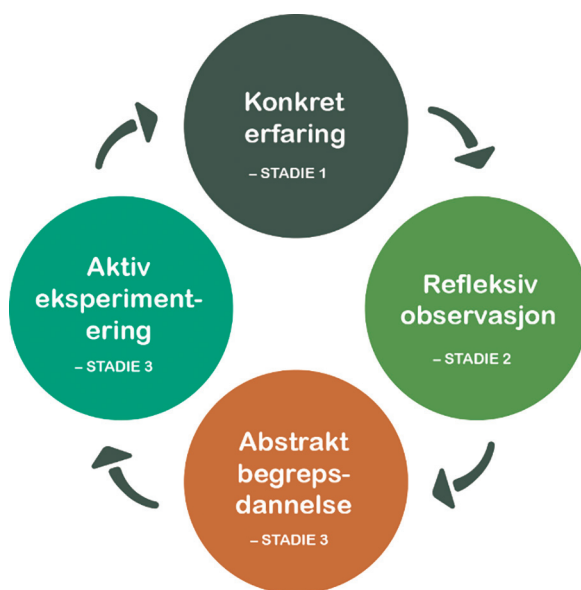 Konkret
erfaring
– STADIE 1
Refleksiv
observasjon
– STADIE 2
Abstrakt
begreps-
dannelse
– STADIE 3
Aktiv
eksperiment-
ering
– STADIE 3